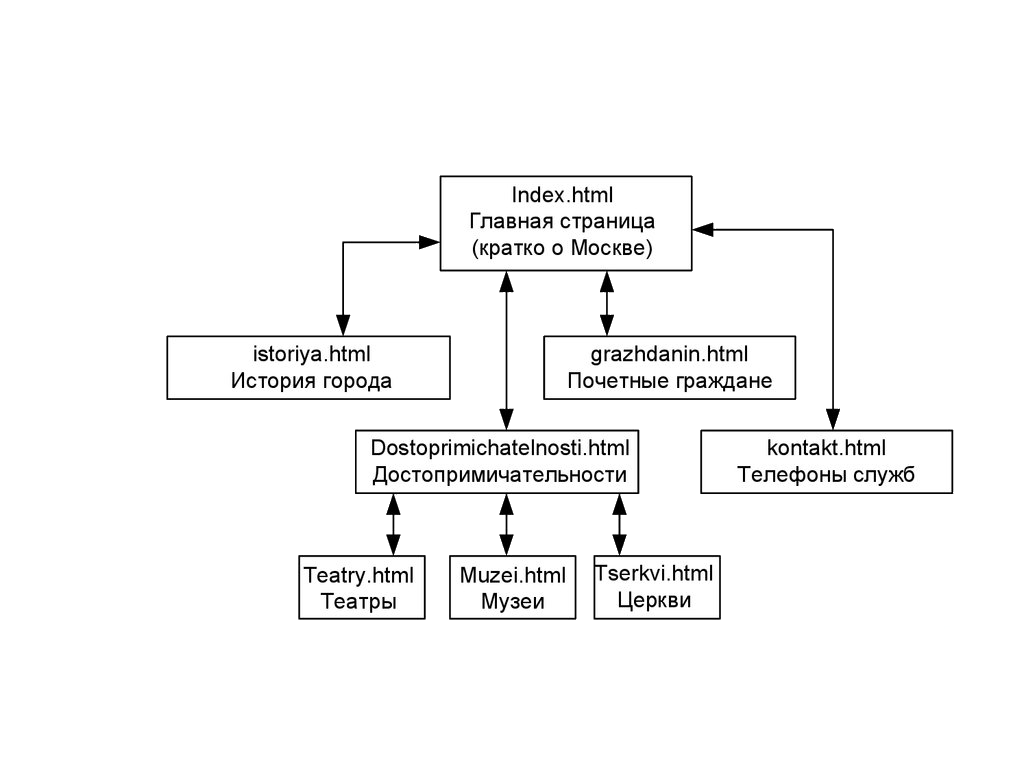 Index.html
Главная страница
(кратко о Москве)
istoriya.html
История города
grazhdanin.html
Почетные граждане
Dostoprimichatelnosti.html
Достопримичательности
kontakt.html
Телефоны служб
Teatry.html
Театры
Muzei.html
Музеи
Tserkvi.html
Церкви